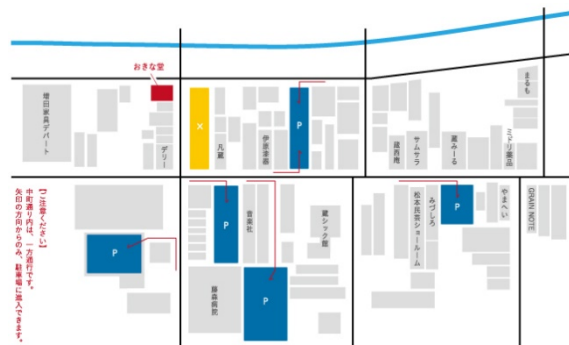 おきな堂
増田家具デパート
デリー
×
凡蔵
伊原漆器
P
蔵西南
サムサラ
蔵みーる
ミドリ薬品
まるも
【ご注意ください】
中町通り内は、一方通行です。
矢印の方向からのみ、駐車場に進入できます。
P
P
音楽社
蔵シック館
藤森病院
P
松本民芸ショールーム
みづしろ
P
やまへい
GRAIN NOTE